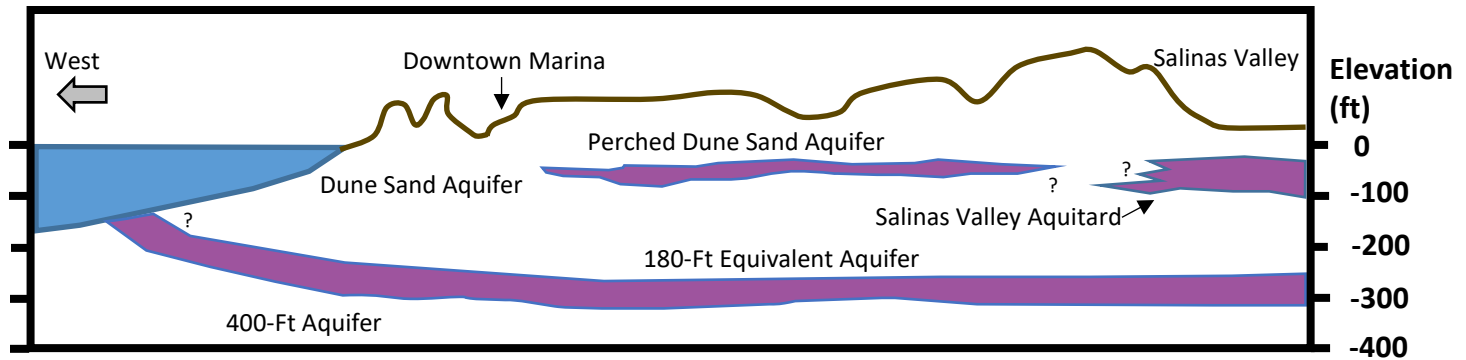 West
Downtown Marina
Salinas Valley
Elevation
(ft)
Perched Dune Sand Aquifer
0
Dune Sand Aquifer
?
?
-100
Salinas Valley Aquitard
?
-200
180-Ft Equivalent Aquifer
-300
400-Ft Aquifer
-400